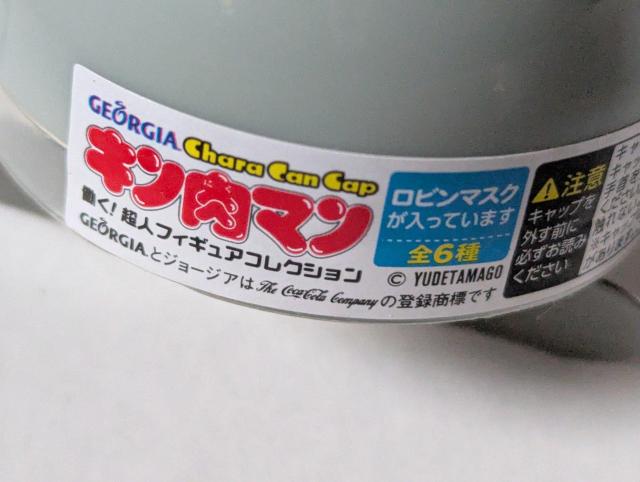 GEORGIA Chara Can Cap
キン肉マン
働く！超人フィギュアコレクション
GEORGIA とジョージアは The Coca-Cola Company の登録商標です
ロビンマスク
が入っています
全6種
© YUDETAMAGO
注意
キャップを
外す前に
必ずお読み
ください